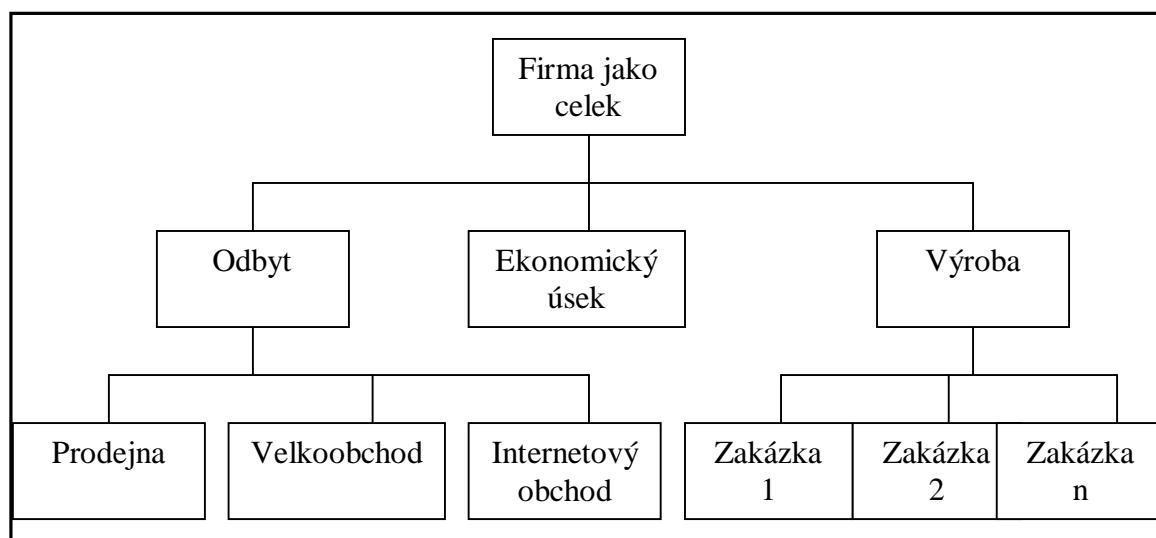 Firma jako
celek
Odbyt
Ekonomický
úsek
Výroba
Prodejna
Velkoobchod
Internetový
obchod
Zakázka
1
Zakázka
2
Zakázka
n